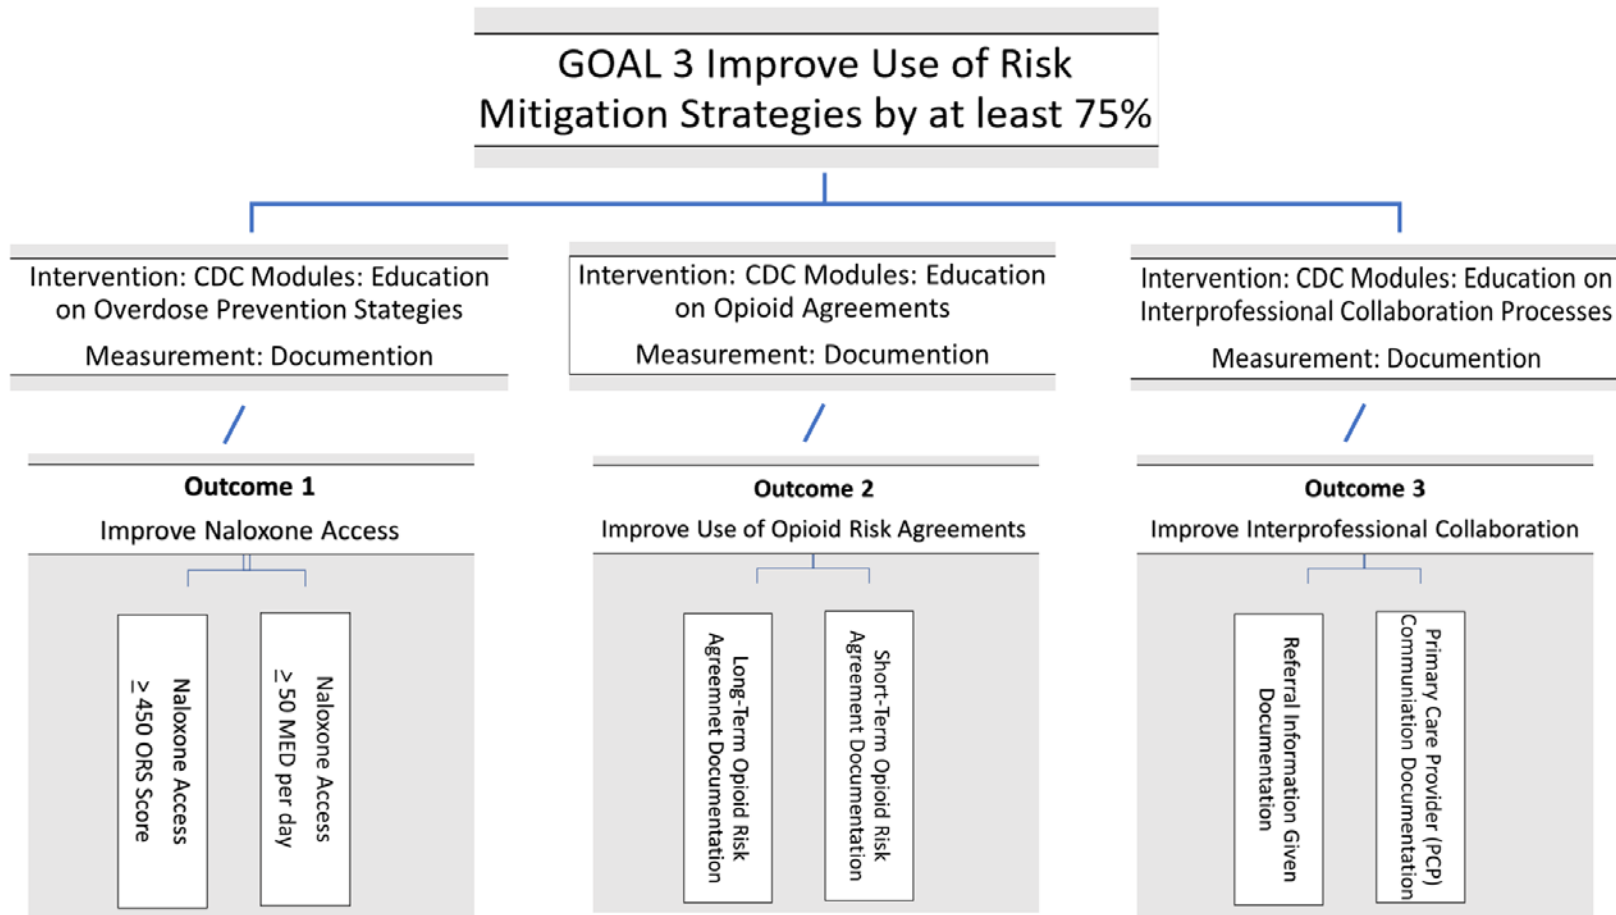 GOAL 3 Improve Use of Risk
Mitigation Strategies by at least 75%
Intervention: CDC Modules: Education
on Overdose Prevention Stategies
Measurement: Documention
Intervention: CDC Modules: Education
on Opioid Agreements
Measurement: Documention
Intervention: CDC Modules: Education on
Interprofessional Collaboration Processes
Measurement: Documention
Outcome 1
Improve Naloxone Access
Naloxone Access
≥ 450 ORS Score
Naloxone Access
≥ 50 MED per day
Outcome 2
Improve Use of Opioid Risk Agreements
Long-Term Opioid Risk
Agreemnet Documentation
Short-Term Opioid Risk
Agreement Documentation
Outcome 3
Improve Interprofessional Collaboration
Referral Information Given
Documentation
Primary Care Provider (PCP)
Communiation Documentation